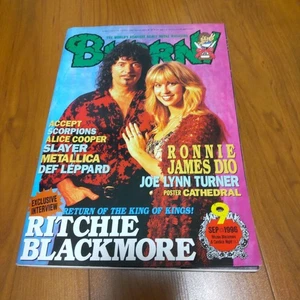 BURRN!
ACCEPT
SCORPIONS
ALICE COOPER
SLAYER
METALLICA
DEF LEPPARD
RONNIE
JAMES DIO
JOE LYNN TURNER
POSTER CATHEDRAL
EXCLUSIVE
INTERVIEW
RETURN OF THE KING OF KINGS!
RITCHIE
BLACKMORE
9
SEP 1996